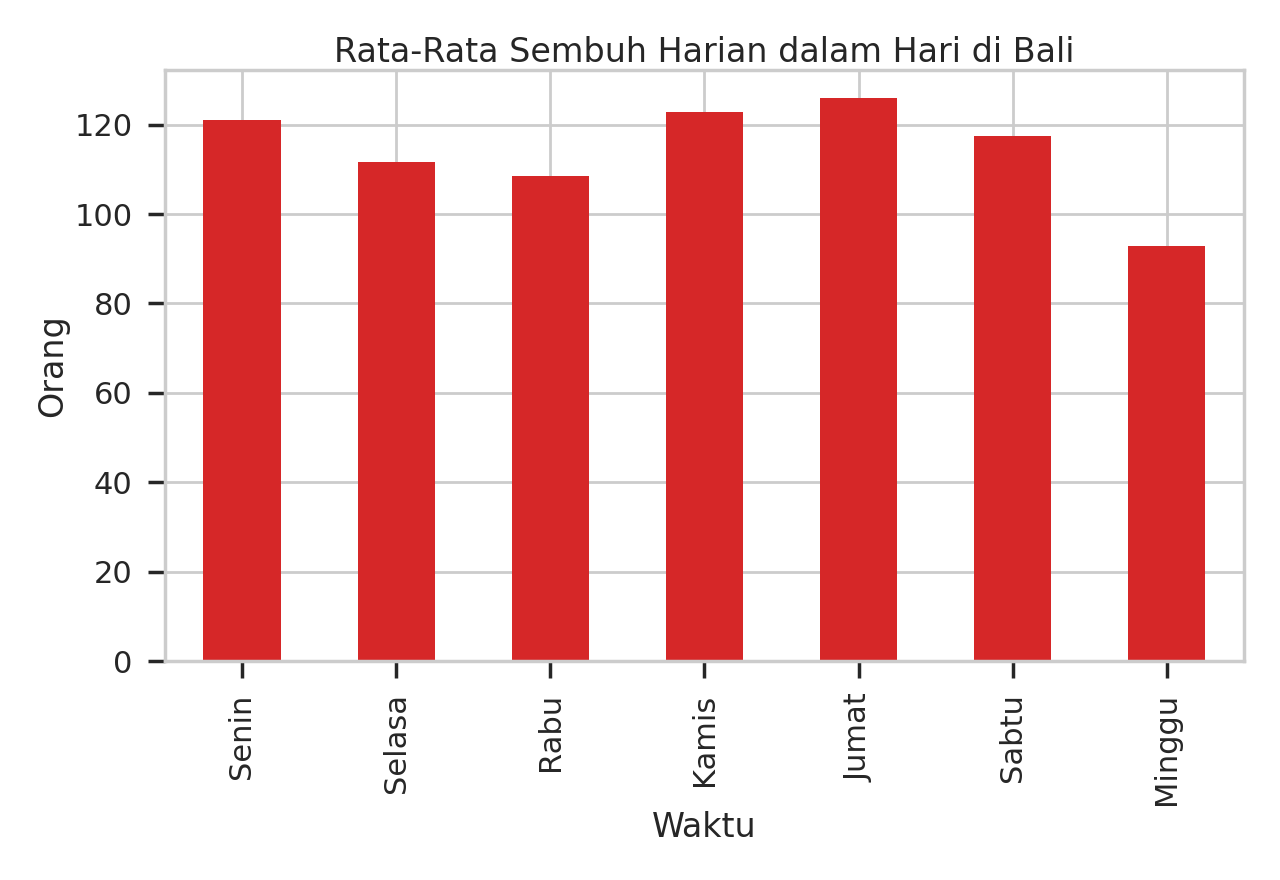 Rata-Rata Sembuh Harian dalam Hari di Bali
Orang
120
100
80
60
40
20
0
Senin
Selasa
Rabu
Kamis
Jumat
Sabtu
Minggu
Waktu